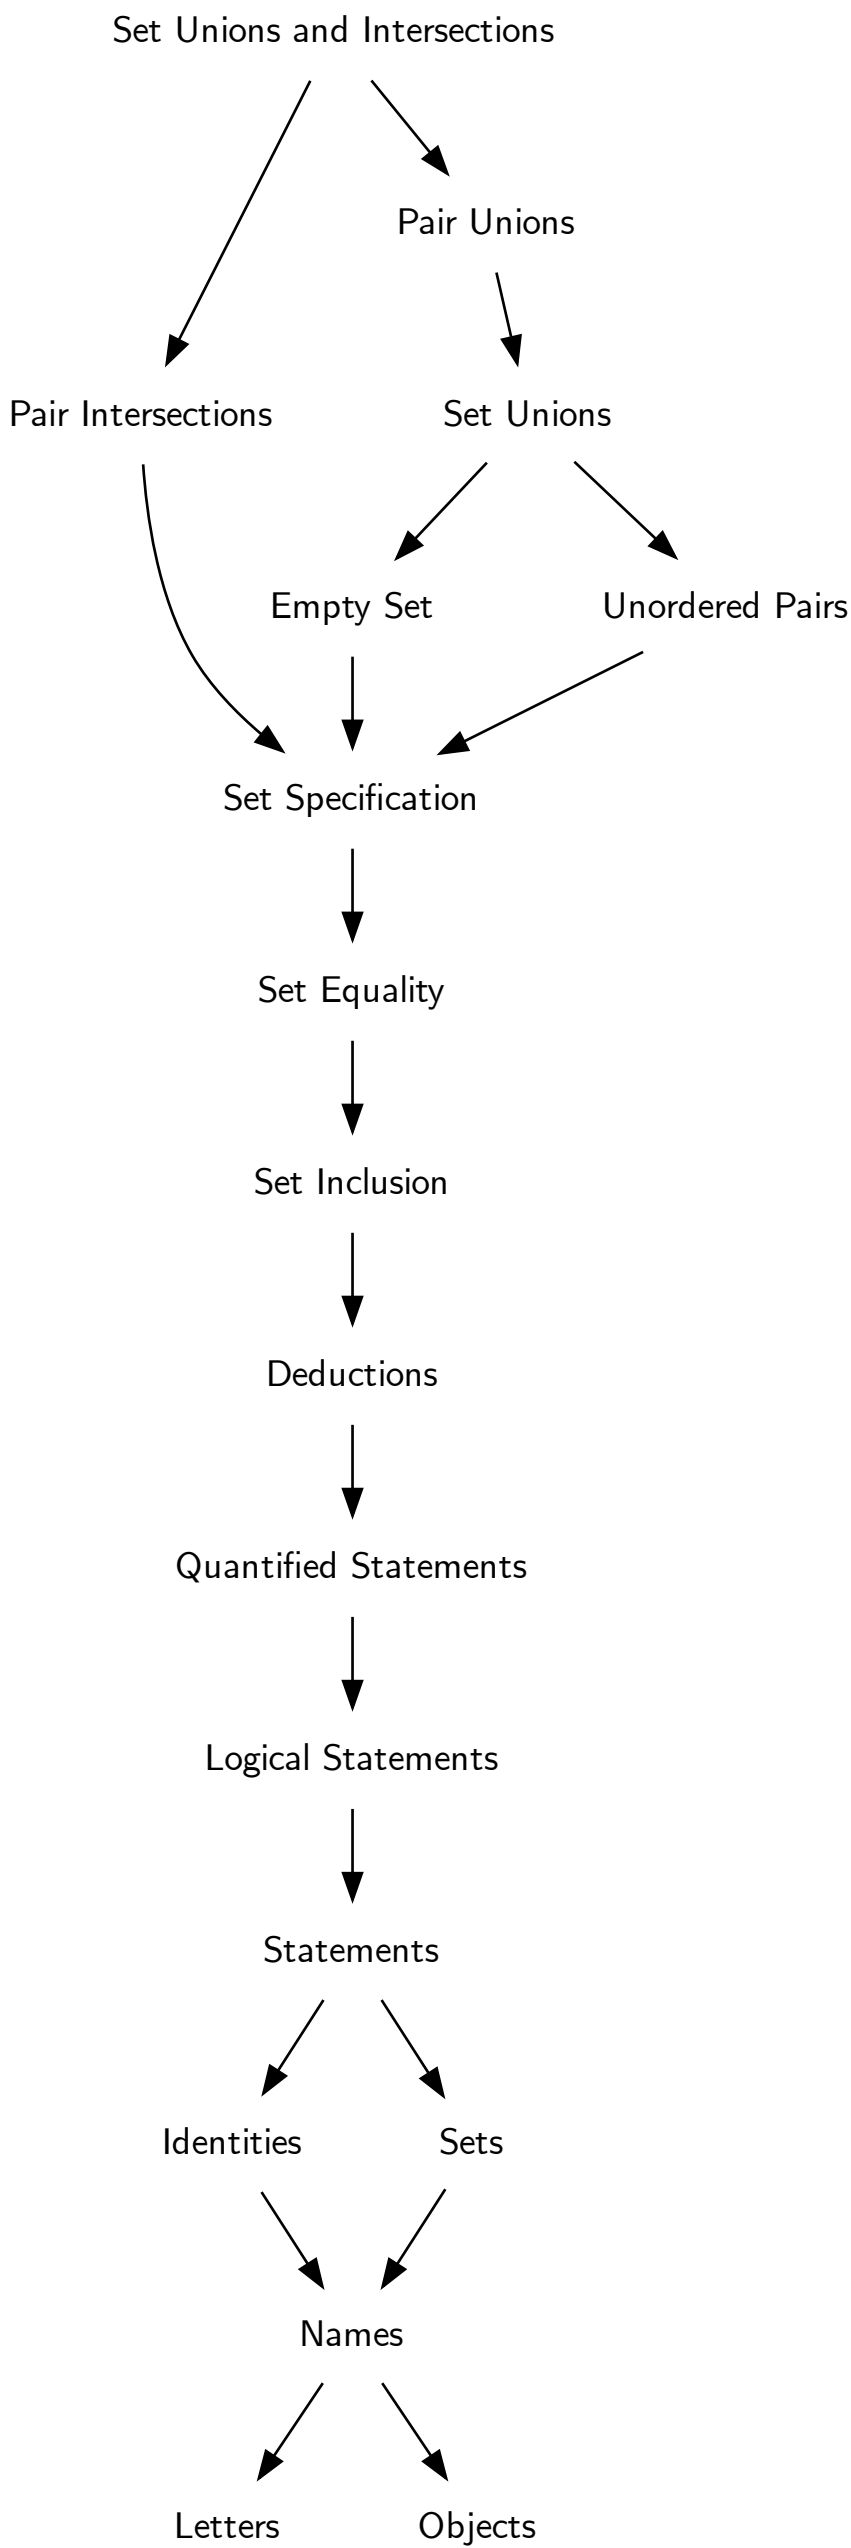 Set Unions and Intersections
Pair Unions
Pair Intersections
Set Unions
Empty Set
Unordered Pairs
Set Specification
Set Equality
Set Inclusion
Deductions
Quantified Statements
Logical Statements
Statements
Identities
Sets
Names
Letters
Objects